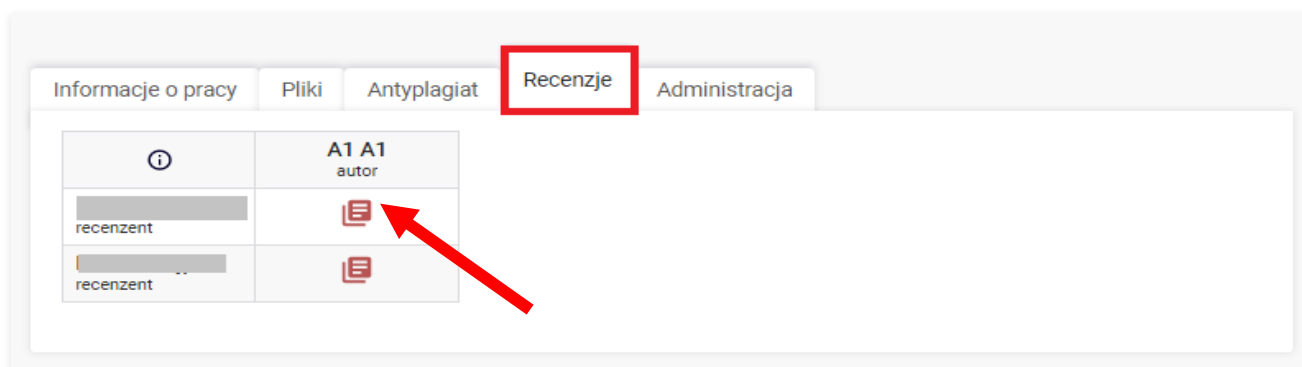 Informacje o pracy Pliki Antyplagiat Recenzje Administracja
A1 A1
autor
recenzent
recenzent